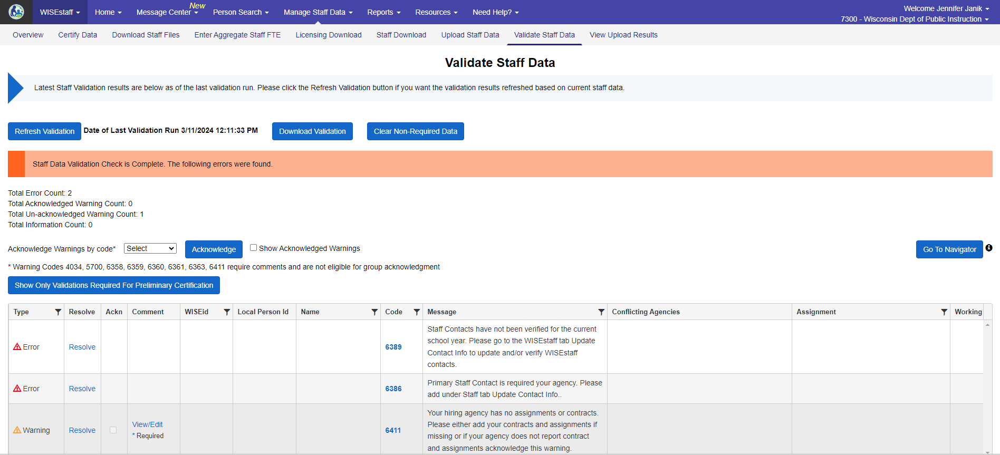 WISEstaff
Home
Message Center
New
Person Search
Manage Staff Data
Reports
Resources
Need Help?
Welcome Jennifer Janik
7300 - Wisconsin Dept of Public Instruction
Overview
Certify Data
Download Staff Files
Enter Aggregate Staff FTE
Licensing Download
Staff Download
Upload Staff Data
Validate Staff Data
View Upload Results
Validate Staff Data
Latest Staff Validation results are below as of the last validation run. Please click the Refresh Validation button if you want the validation results refreshed based on current staff data.
Refresh Validation
Date of Last Validation Run 3/11/2024 12:11:33 PM
Download Validation
Clear Non-Required Data
Staff Data Validation Check is Complete. The following errors were found.
Total Error Count: 2
Total Acknowledged Warning Count: 0
Total Un-acknowledged Warning Count: 1
Total Information Count: 0
Acknowledge Warnings by code*
Select
Acknowledge
Show Acknowledged Warnings
Go To Navigator
* Warning Codes 4034, 5700, 6358, 6359, 6360, 6361, 6363, 6411 require comments and are not eligible for group acknowledgment
Show Only Validations Required For Preliminary Certification
Type
Resolve
Ackn
Comment
WISEid
Local Person Id
Name
Code
Message
Conflicting Agencies
Assignment
Working
Error
Resolve
6389
Staff Contacts have not been verified for the current
school year. Please go to the WISEstaff tab Update
Contact Info to update and/or verify WISEstaff
contacts.
Error
Resolve
6386
Primary Staff Contact is required your agency. Please
add under Staff tab Update Contact Info..
Warning
Resolve
View/Edit
* Required
6411
Your hiring agency has no assignments or contracts.
Please either add your contracts and assignments if
missing or if your agency does not report contract
and assignments acknowledge this warning.